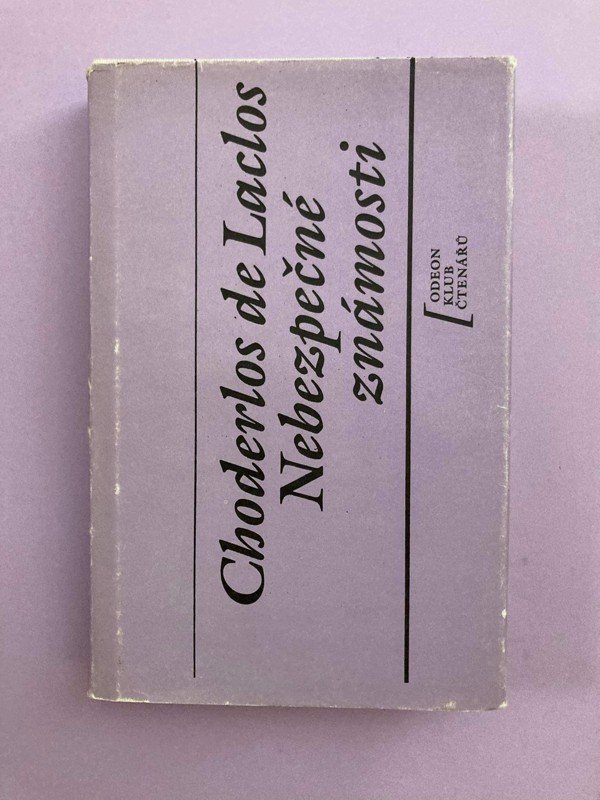 Choderlos de Laclos
Nebezpečné
známosti
ODEON
KLUB
ČTENÁŘŮ